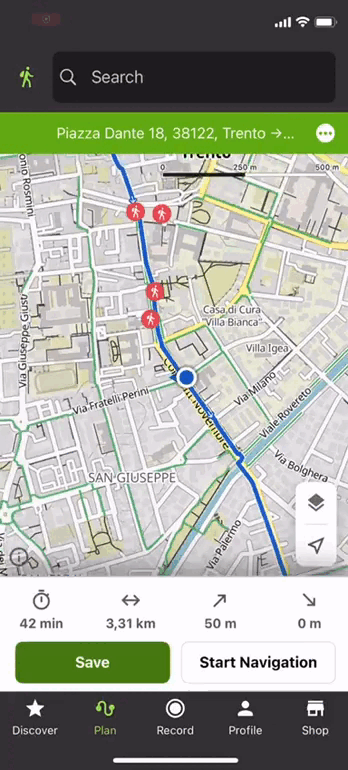 Search
Piazza Dante 18, 38122, Trento →...
Trento
0
250 m
500 m
Casa di Cura
"Villa Bianca"
Villa Igea
Via Giuseppe Giusti
Via Milano
Via Fratelli Perini
Viale Rovereto
SAN GIUSEPPE
Via Bolghera
Via Palermo
42 min
3,31 km
50 m
0 m
Save
Start Navigation
Discover
Plan
Record
Profile
Shop